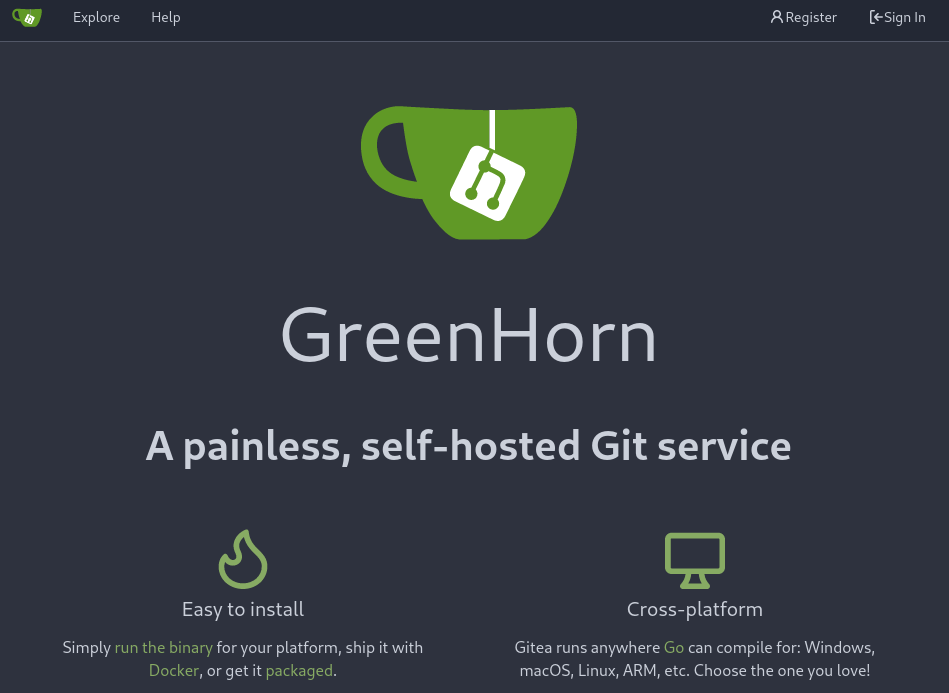 Explore Help Register Sign In
GreenHorn
A painless, self-hosted Git service
Easy to install
Simply run the binary for your platform, ship it with
Docker, or get it packaged.
Cross-platform
Gitea runs anywhere Go can compile for: Windows,
macOS, Linux, ARM, etc. Choose the one you love!